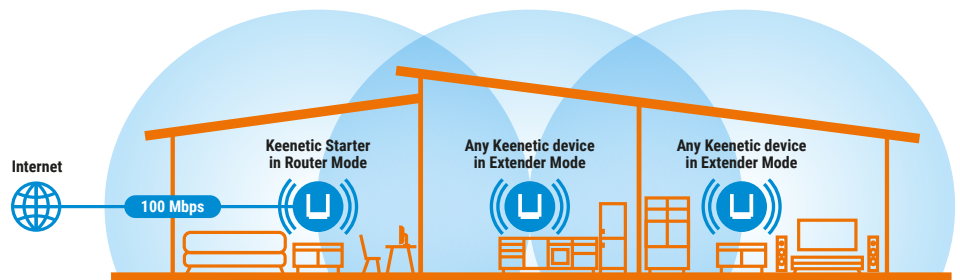 Internet
100 Mbps
Keenetic Starter
in Router Mode
Any Keenetic device
in Extender Mode
Any Keenetic device
in Extender Mode